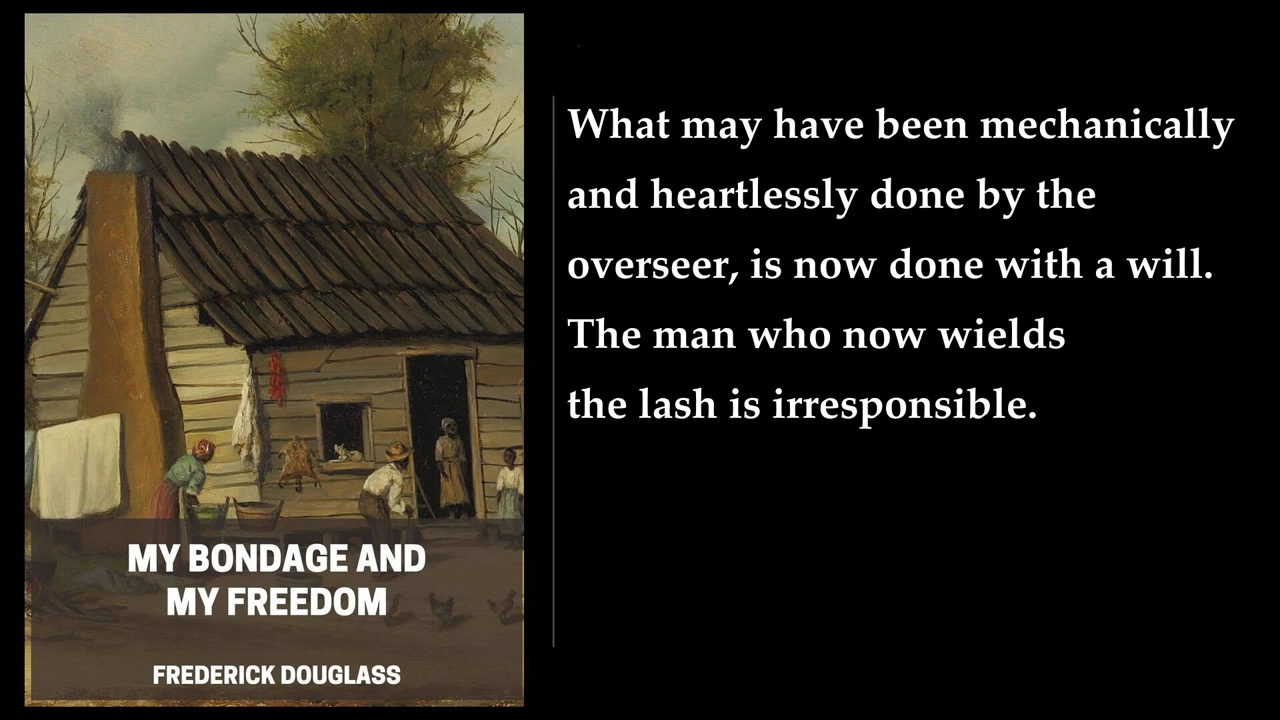 MY BONDAGE AND
MY FREEDOM
FREDERICK DOUGLASS
What may have been mechanically
and heartlessly done by the
overseer, is now done with a will.
The man who now wields
the lash is irresponsible.